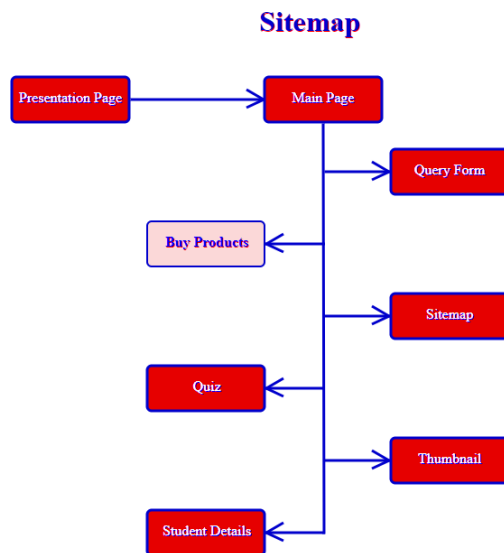 Sitemap
Presentation Page
Main Page
Query Form
Buy Products
Sitemap
Quiz
Thumbnail
Student Details